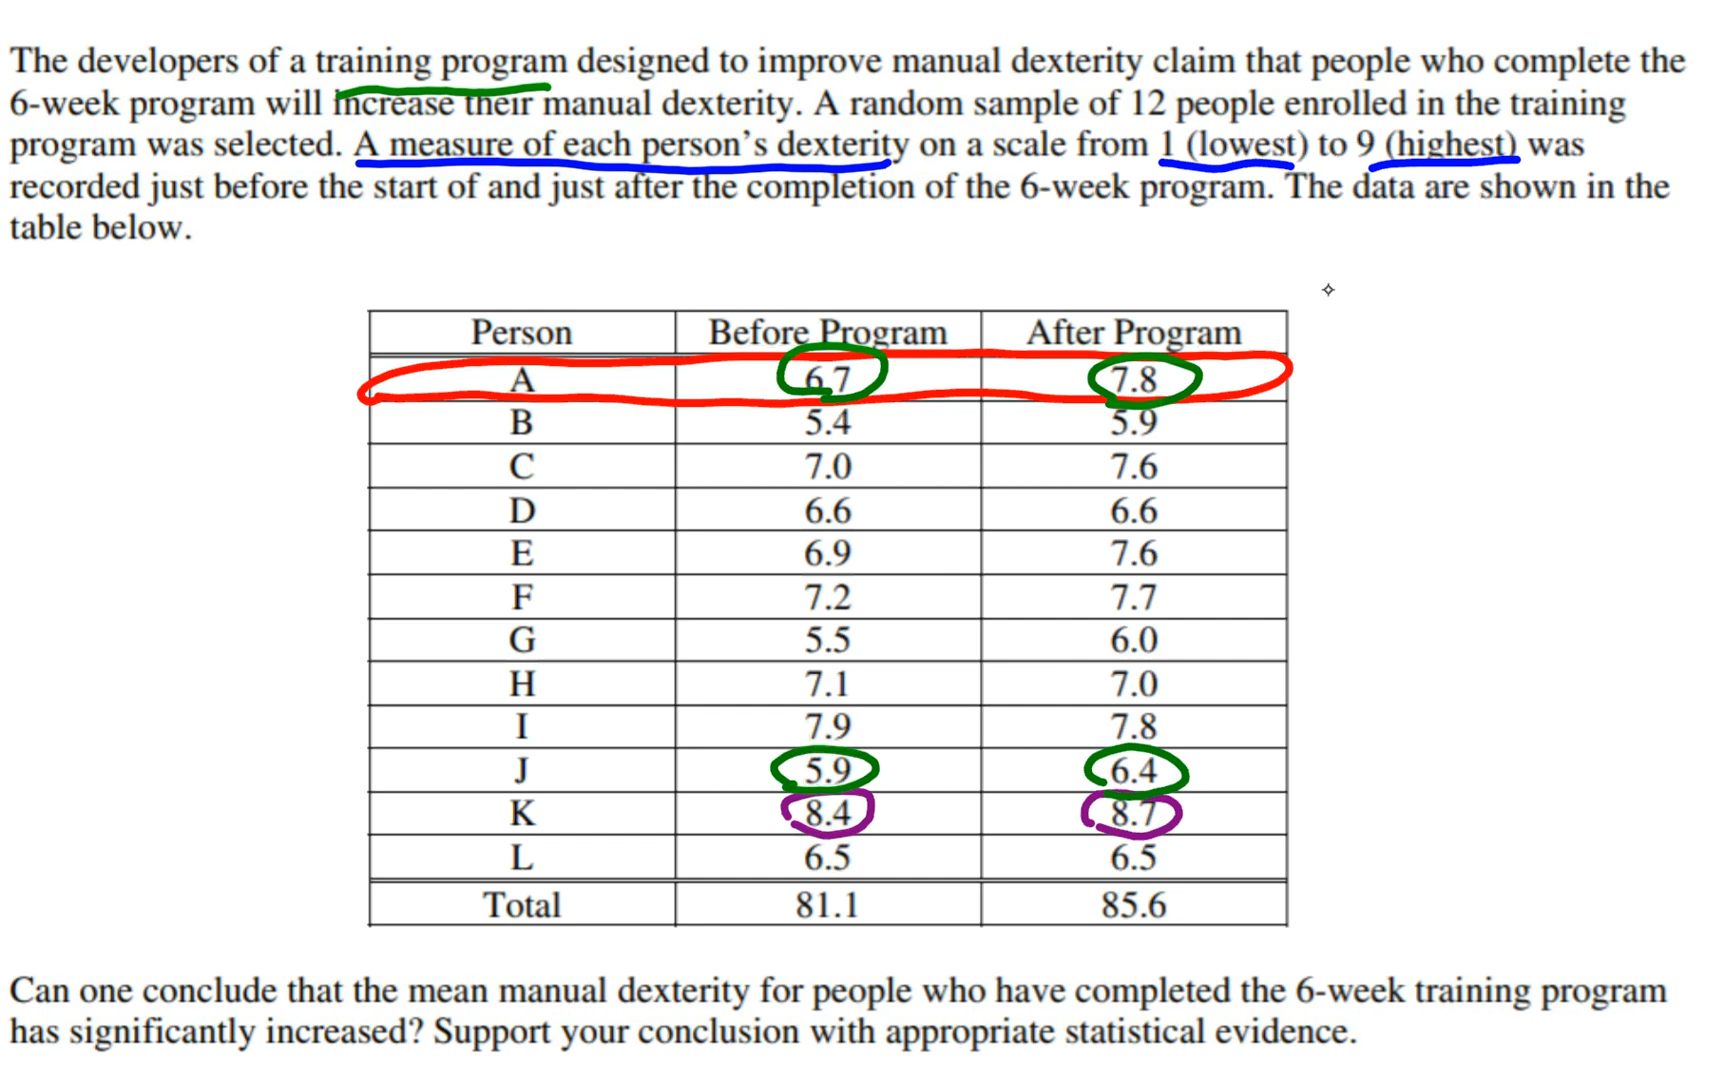 The developers of a training program designed to improve manual dexterity claim that people who complete the
6-week program will increase their manual dexterity. A random sample of 12 people enrolled in the training
program was selected. A measure of each person's dexterity on a scale from 1 (lowest) to 9 (highest) was
recorded just before the start of and just after the completion of the 6-week program. The data are shown in the
table below.
Person Before Program After Program
A 6.7 7.8
B 5.4 5.9
C 7.0 7.6
D 6.6 6.6
E 6.9 7.6
F 7.2 7.7
G 5.5 6.0
H 7.1 7.0
I 7.9 7.8
J 5.9 6.4
K 8.4 8.7
L 6.5 6.5
Total 81.1 85.6
Can one conclude that the mean manual dexterity for people who have completed the 6-week training program
has significantly increased? Support your conclusion with appropriate statistical evidence.